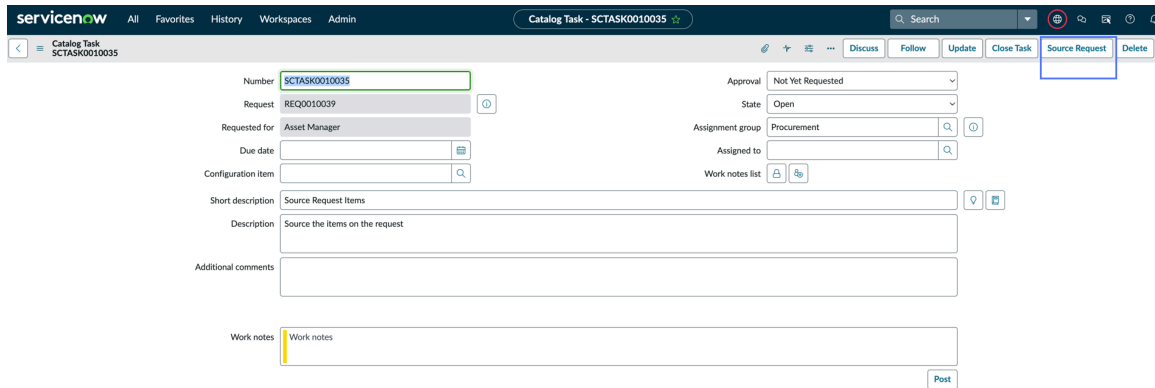 servicenow All Favorites History Workspaces Admin Catalog Task - SCTASK0010035 Search
Catalog Task
SCTASK0010035
Discuss Follow Update Close Task Source Request Delete
Number SCTASK0010035 Approval Not Yet Requested
Request REQ0010039 State Open
Requested for Asset Manager Assignment group Procurement
Due date Assigned to
Configuration item Work notes list
Short description Source Request Items
Description Source the items on the request
Additional comments
Work notes Work notes
Post